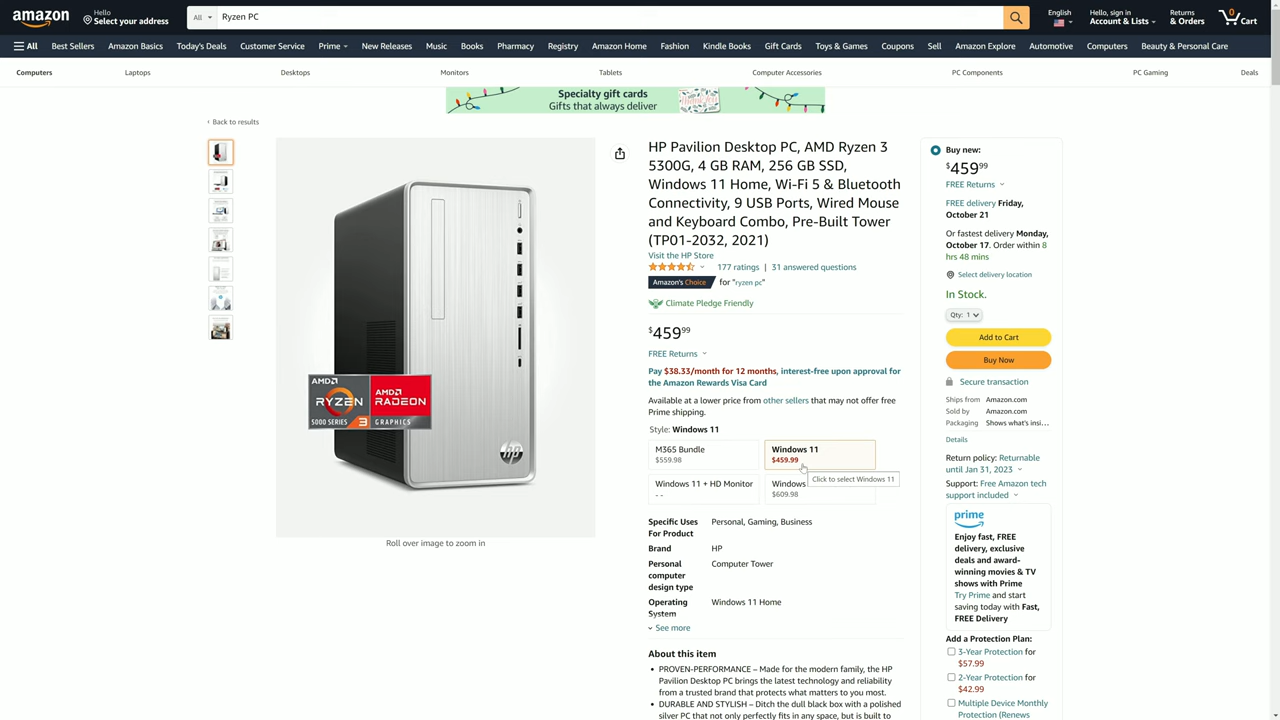 amazon
Hello
Select your address
All
Ryzen PC
English
Hello, sign in
Account & Lists
Returns
& Orders
0
Cart
All
Best Sellers
Amazon Basics
Today's Deals
Customer Service
Prime
New Releases
Music
Books
Pharmacy
Registry
Amazon Home
Fashion
Kindle Books
Gift Cards
Toys & Games
Coupons
Sell
Amazon Explore
Automotive
Computers
Beauty & Personal Care
Computers
Laptops
Desktops
Monitors
Tablets
Computer Accessories
PC Components
PC Gaming
Deals
Specialty gift cards
Gifts that always deliver
‹ Back to results
AMD
RYZEN
5000 SERIES 3
AMD
RADEON
GRAPHICS
hp
Roll over image to zoom in
HP Pavilion Desktop PC, AMD Ryzen 3
5300G, 4 GB RAM, 256 GB SSD,
Windows 11 Home, Wi-Fi 5 & Bluetooth
Connectivity, 9 USB Ports, Wired Mouse
and Keyboard Combo, Pre-Built Tower
(TP01-2032, 2021)
Visit the HP Store
177 ratings | 31 answered questions
Amazon's Choice for "ryzen pc"
Climate Pledge Friendly
$459 99
FREE Returns
Pay $38.33/month for 12 months, interest-free upon approval for
the Amazon Rewards Visa Card
Available at a lower price from other sellers that may not offer free
Prime shipping.
Style: Windows 11
M365 Bundle
$559.98
Windows 11
$459.99
Windows 11 + HD Monitor
- -
Windows
$609.98
Click to select Windows 11
Specific Uses
For Product
Personal, Gaming, Business
Brand
HP
Personal
computer
design type
Computer Tower
Operating
System
Windows 11 Home
See more
About this item
• PROVEN-PERFORMANCE – Made for the modern family, the HP
Pavilion Desktop PC brings the latest technology and reliability
from a trusted brand that protects what matters to you most.
• DURABLE AND STYLISH – Ditch the dull black box with a polished
silver PC that not only perfectly fits in any space, but is built to
Buy new:
$459 99
FREE Returns
FREE delivery Friday,
October 21
Or fastest delivery Monday,
October 17. Order within 8
hrs 48 mins
Select delivery location
In Stock.
Qty: 1
Add to Cart
Buy Now
Secure transaction
Ships from Amazon.com
Sold by Amazon.com
Packaging Shows what's insi...
Details
Return policy: Returnable
until Jan 31, 2023
Support: Free Amazon tech
support included
prime
Enjoy fast, FREE
delivery, exclusive
deals and award-
winning movies & TV
shows with Prime
Try Prime and start
saving today with Fast,
FREE Delivery
Add a Protection Plan:
3-Year Protection for
$57.99
2-Year Protection for
$42.99
Multiple Device Monthly
Protection (Renews